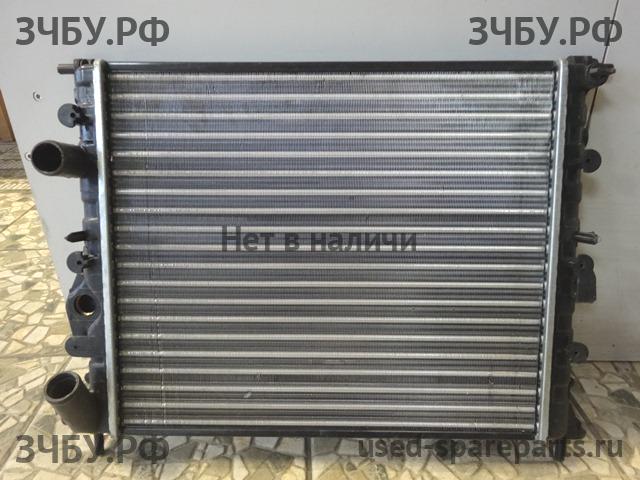 ЗЧБУ.РФ ЗЧБУ.РФ
Нет в наличи
ЗЧБУ.РФ used-spareparts.ru